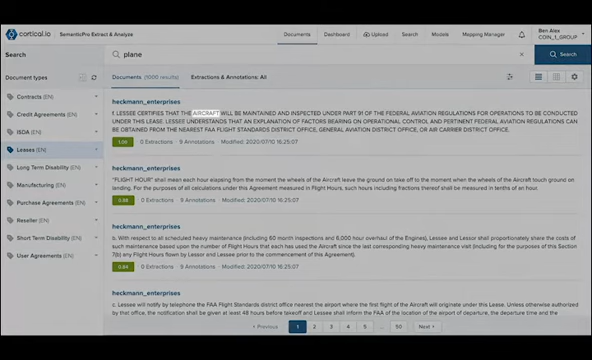 cortical.io SemanticPro Extract & Analyze
Documents Dashboard Upload Search Models Mapping Manager
Ben Alex
COIN_1_GROUP
Search
plane
Search
Document types
Documents (1000 results) Extractions & Annotations: All
Contracts (EN)
Credit Agreements (EN)
ISDA (EN)
Leases (EN)
Long Term Disability (EN)
Manufacturing (EN)
Purchase Agreements (EN)
Reseller (EN)
Short Term Disability (EN)
User Agreements (EN)
heckmann_enterprises
f. LESSEE CERTIFIES THAT THE AIRCRAFT WILL BE MAINTAINED AND INSPECTED UNDER PART 91 OF THE FEDERAL AVIATION REGULATIONS FOR OPERATIONS TO BE CONDUCTED
UNDER THIS LEASE. LESSEE UNDERSTANDS THAT AN EXPLANATION OF FACTORS BEARING ON OPERATIONAL CONTROL AND PERTINENT FEDERAL AVIATION REGULATIONS CAN
BE OBTAINED FROM THE NEAREST FAA FLIGHT STANDARDS DISTRICT OFFICE, GENERAL AVIATION DISTRICT OFFICE, OR AIR CARRIER DISTRICT OFFICE.
1.00 0 Extractions 9 Annotations Modified: 2020/07/10 16:25:07
heckmann_enterprises
"FLIGHT HOUR" shall mean each hour elapsing from the moment the wheels of the Aircraft leave the ground on take off to the moment when the wheels of the Aircraft touch ground on
landing. For the purposes of all calculations under this Agreement measured in Flight Hours, such hours including fractions thereof shall be measured in tenths of an hour.
0.88 0 Extractions 9 Annotations Modified: 2020/07/10 16:25:07
heckmann_enterprises
b. With respect to all scheduled heavy maintenance (including 60 month inspections and 6,000 hour overhaul of the Engines), Lessee and Lessor shall proportionately share the costs of
such maintenance based upon the number of Flight Hours that each has used the Aircraft since the last corresponding heavy maintenance visit (including for the purposes of this Section
7(b) any Flight Hours flown by Lessor and Lessee prior to the commencement of this Agreement).
0.84 0 Extractions 9 Annotations Modified: 2020/07/10 16:25:07
heckmann_enterprises
c. Lessee will notify by telephone the FAA Flight Standards district office nearest the airport where the first flight of the Aircraft will originate under this Lease. Unless otherwise authorized
by that office, the notification shall be given at least 48 hours before takeoff and Lessee shall inform the FAA of the location of the airport of departure, the departure time and the
Previous 1 2 3 4 5 ... 50 Next